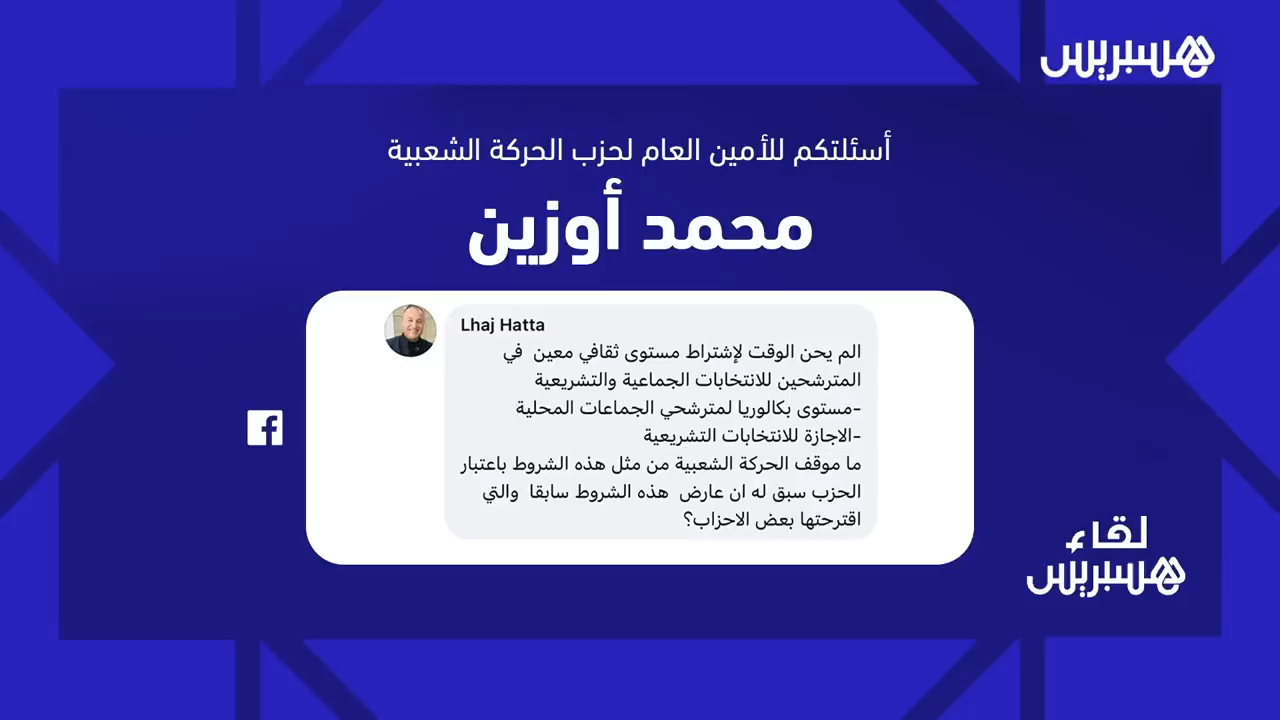 هسبريس
أسئلتكم للأمين العام لحزب الحركة الشعبية
محمد أوزين
Lhaj Hatta
الم يحن الوقت لإشتراط مستوى ثقافي معين في
المترشحين للانتخابات الجماعية والتشريعية
-مستوى بكالوريا لمترشحي الجماعات المحلية
-الاجازة للانتخابات التشريعية
ما موقف الحركة الشعبية من مثل هذه الشروط باعتبار
الحزب سبق له ان عارض هذه الشروط سابقا والتي
اقترحتها بعض الاحزاب؟
لقاء
هسبريس